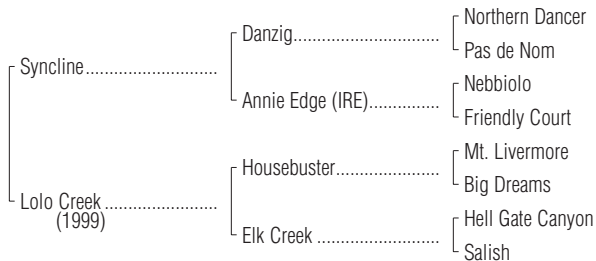 Northern Dancer
Danzig
Pas de Nom
Syncline
Nebbiolo
Annie Edge (IRE)
Friendly Court
Mt. Livermore
Housebuster
Big Dreams
Lolo Creek
(1999)
Hell Gate Canyon
Elk Creek
Salish